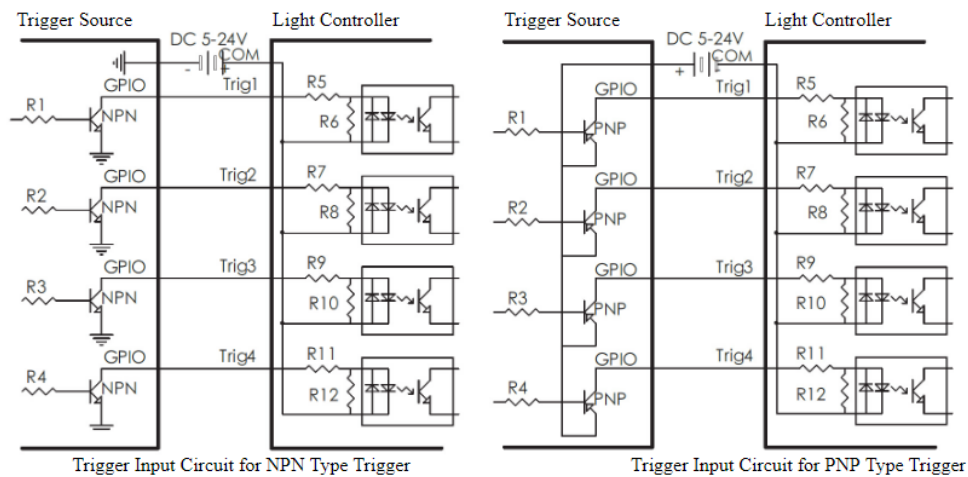 Trigger Source Light Controller Trigger Source Light Controller
DC 5-24V DC 5-24V
COM COM
- + + -
GPIO Trig1 R5 GPIO Trig1 R5
R1 NPN R6 R1 PNP R6
GPIO Trig2 R7 GPIO Trig2 R7
R2 NPN R8 R2 PNP R8
GPIO Trig3 R9 GPIO Trig3 R9
R3 NPN R10 R3 PNP R10
GPIO Trig4 R11 GPIO Trig4 R11
R4 NPN R12 R4 PNP R12
Trigger Input Circuit for NPN Type Trigger Trigger Input Circuit for PNP Type Trigger